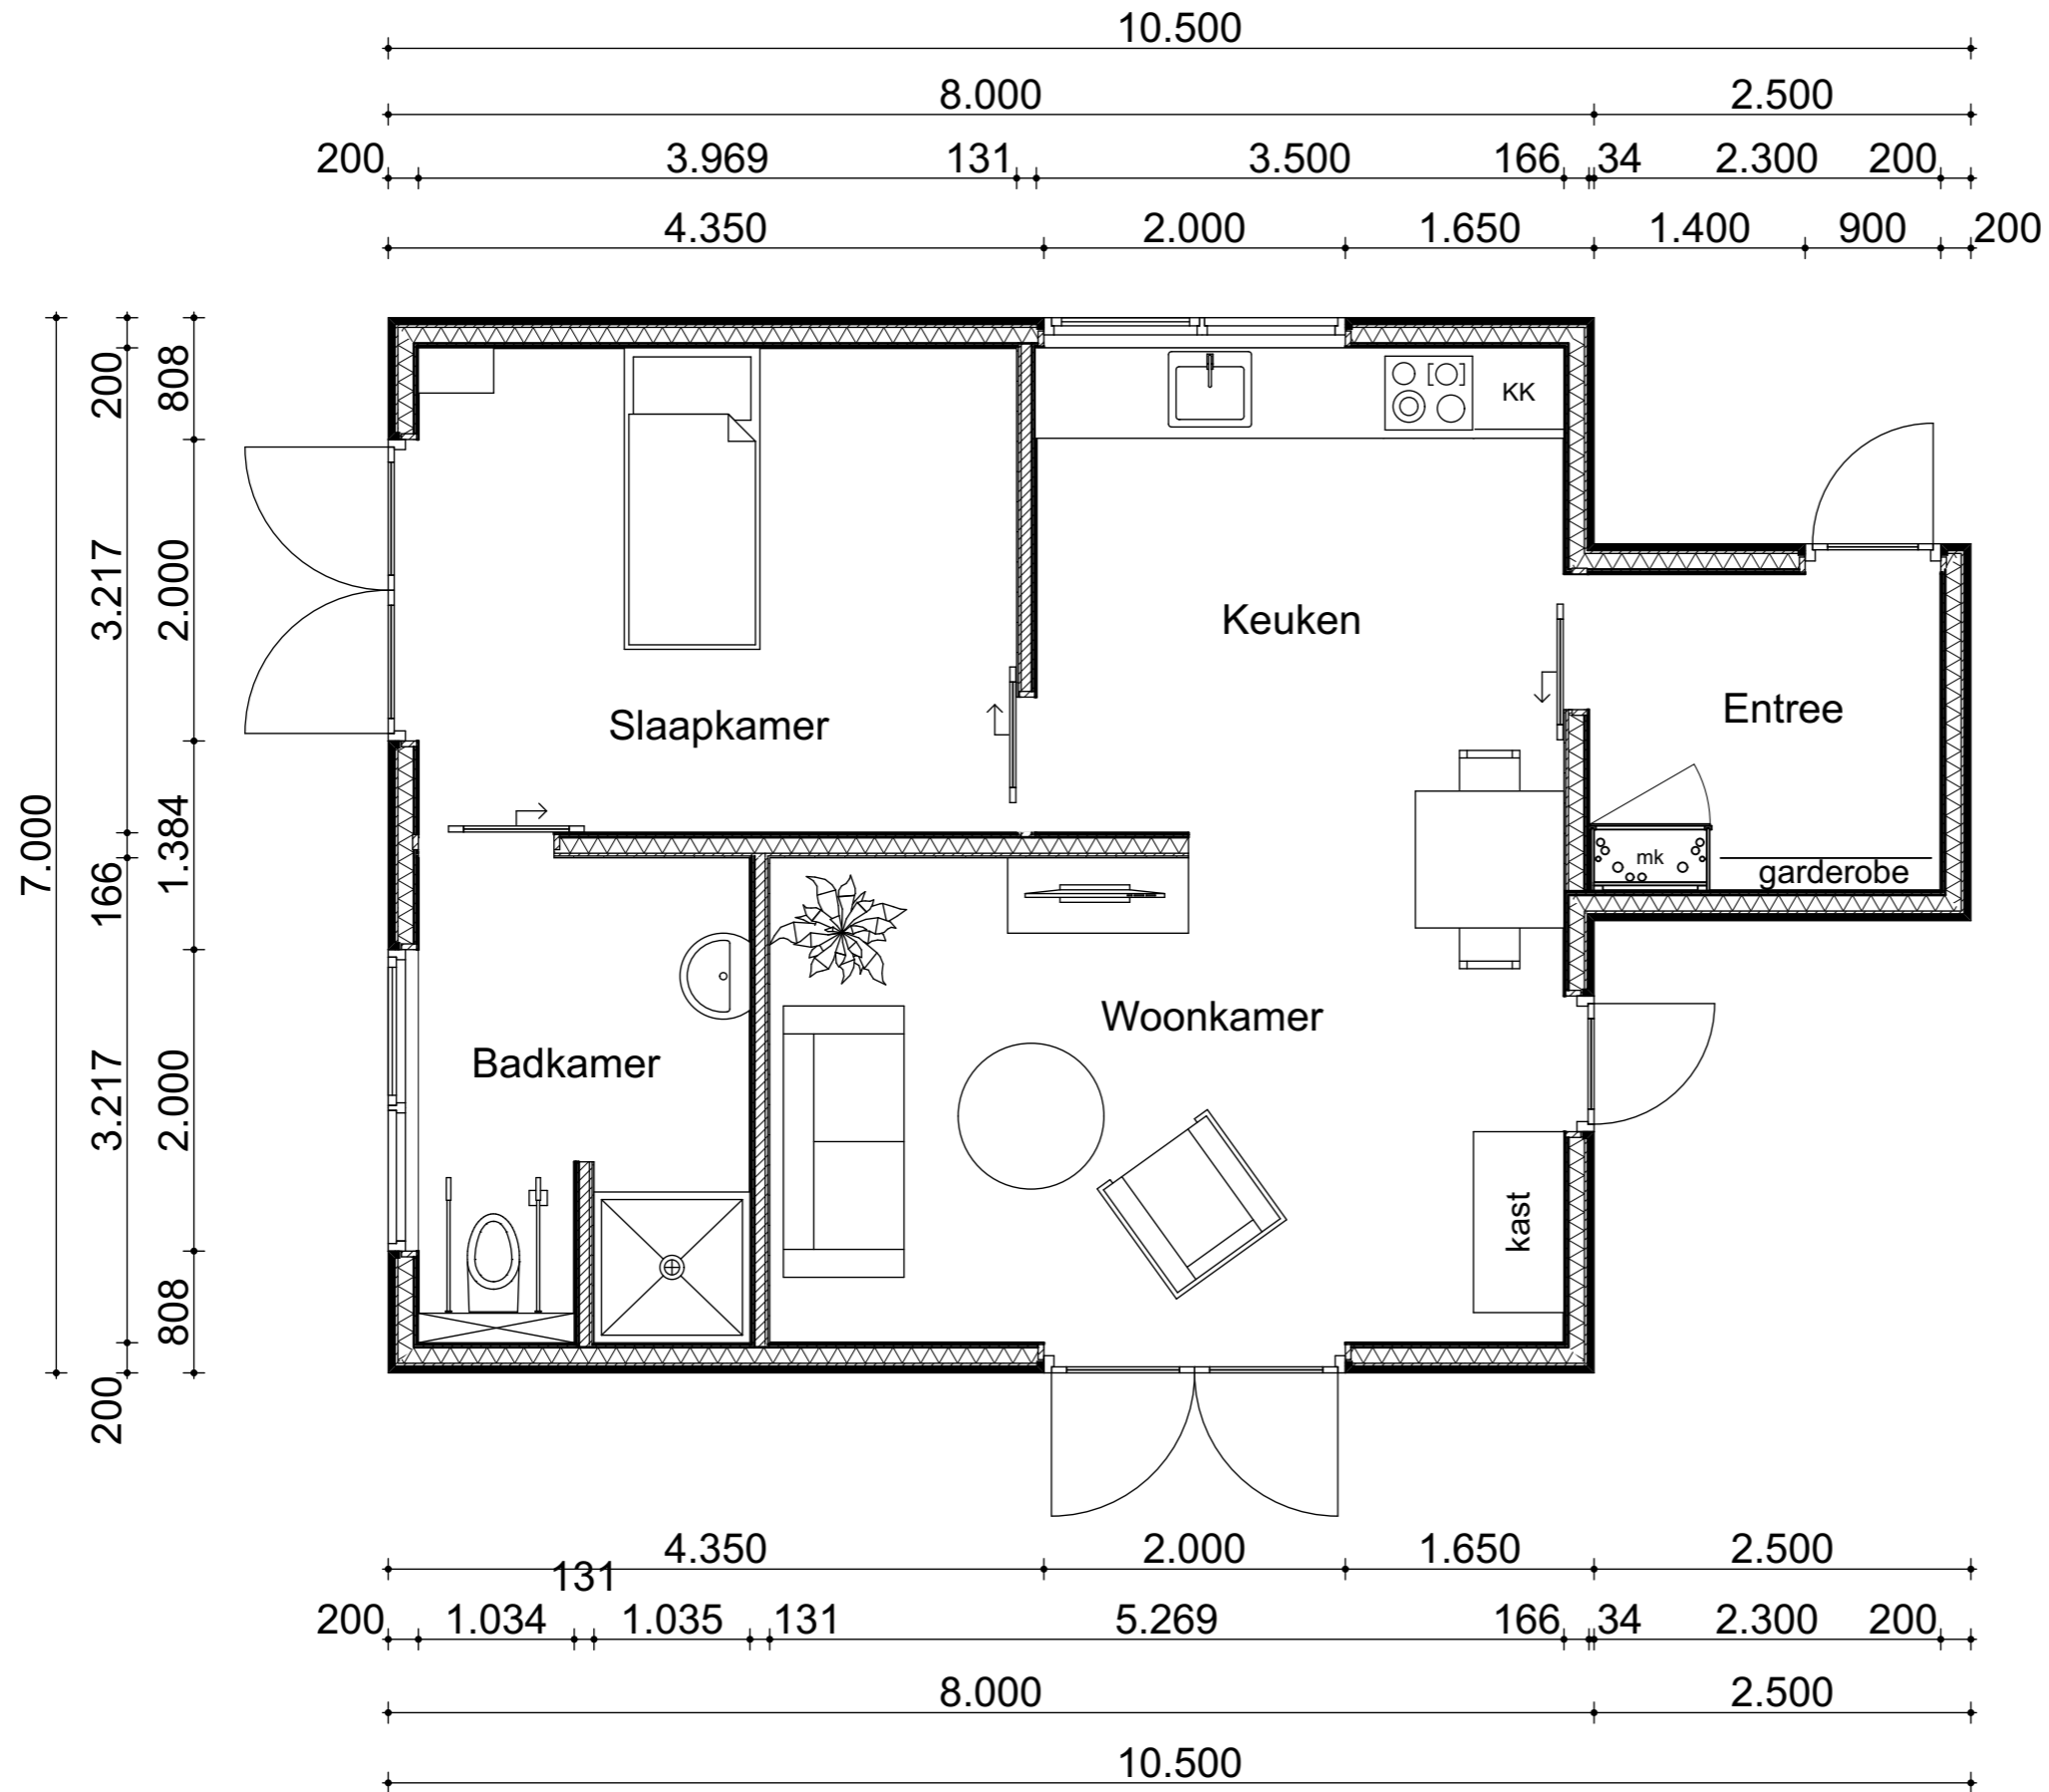 10.500
8.000 2.500
200 3.969 131 3.500 166 34 2.300 200
4.350 2.000 1.650 1.400 900 200
7.000
200 3.217 166 3.217 200
808 2.000 1.384 2.000 808
KK
Keuken
Slaapkamer
Entree
mk
garderobe
Woonkamer
Badkamer
kast
4.350 2.000 1.650 2.500
131
200 1.034 1.035 131 5.269 166 34 2.300 200
8.000 2.500
10.500